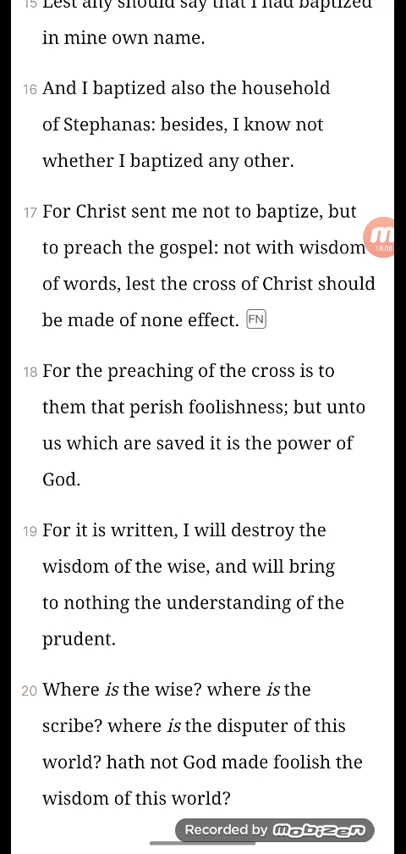 15 Lest any should say that I had baptized
in mine own name.
16 And I baptized also the household
of Stephanas: besides, I know not
whether I baptized any other.
17 For Christ sent me not to baptize, but
to preach the gospel: not with wisdom
of words, lest the cross of Christ should
be made of none effect. FN
m
18:06
18 For the preaching of the cross is to
them that perish foolishness; but unto
us which are saved it is the power of
God.
19 For it is written, I will destroy the
wisdom of the wise, and will bring
to nothing the understanding of the
prudent.
20 Where is the wise? where is the
scribe? where is the disputer of this
world? hath not God made foolish the
wisdom of this world?
Recorded by mobizen